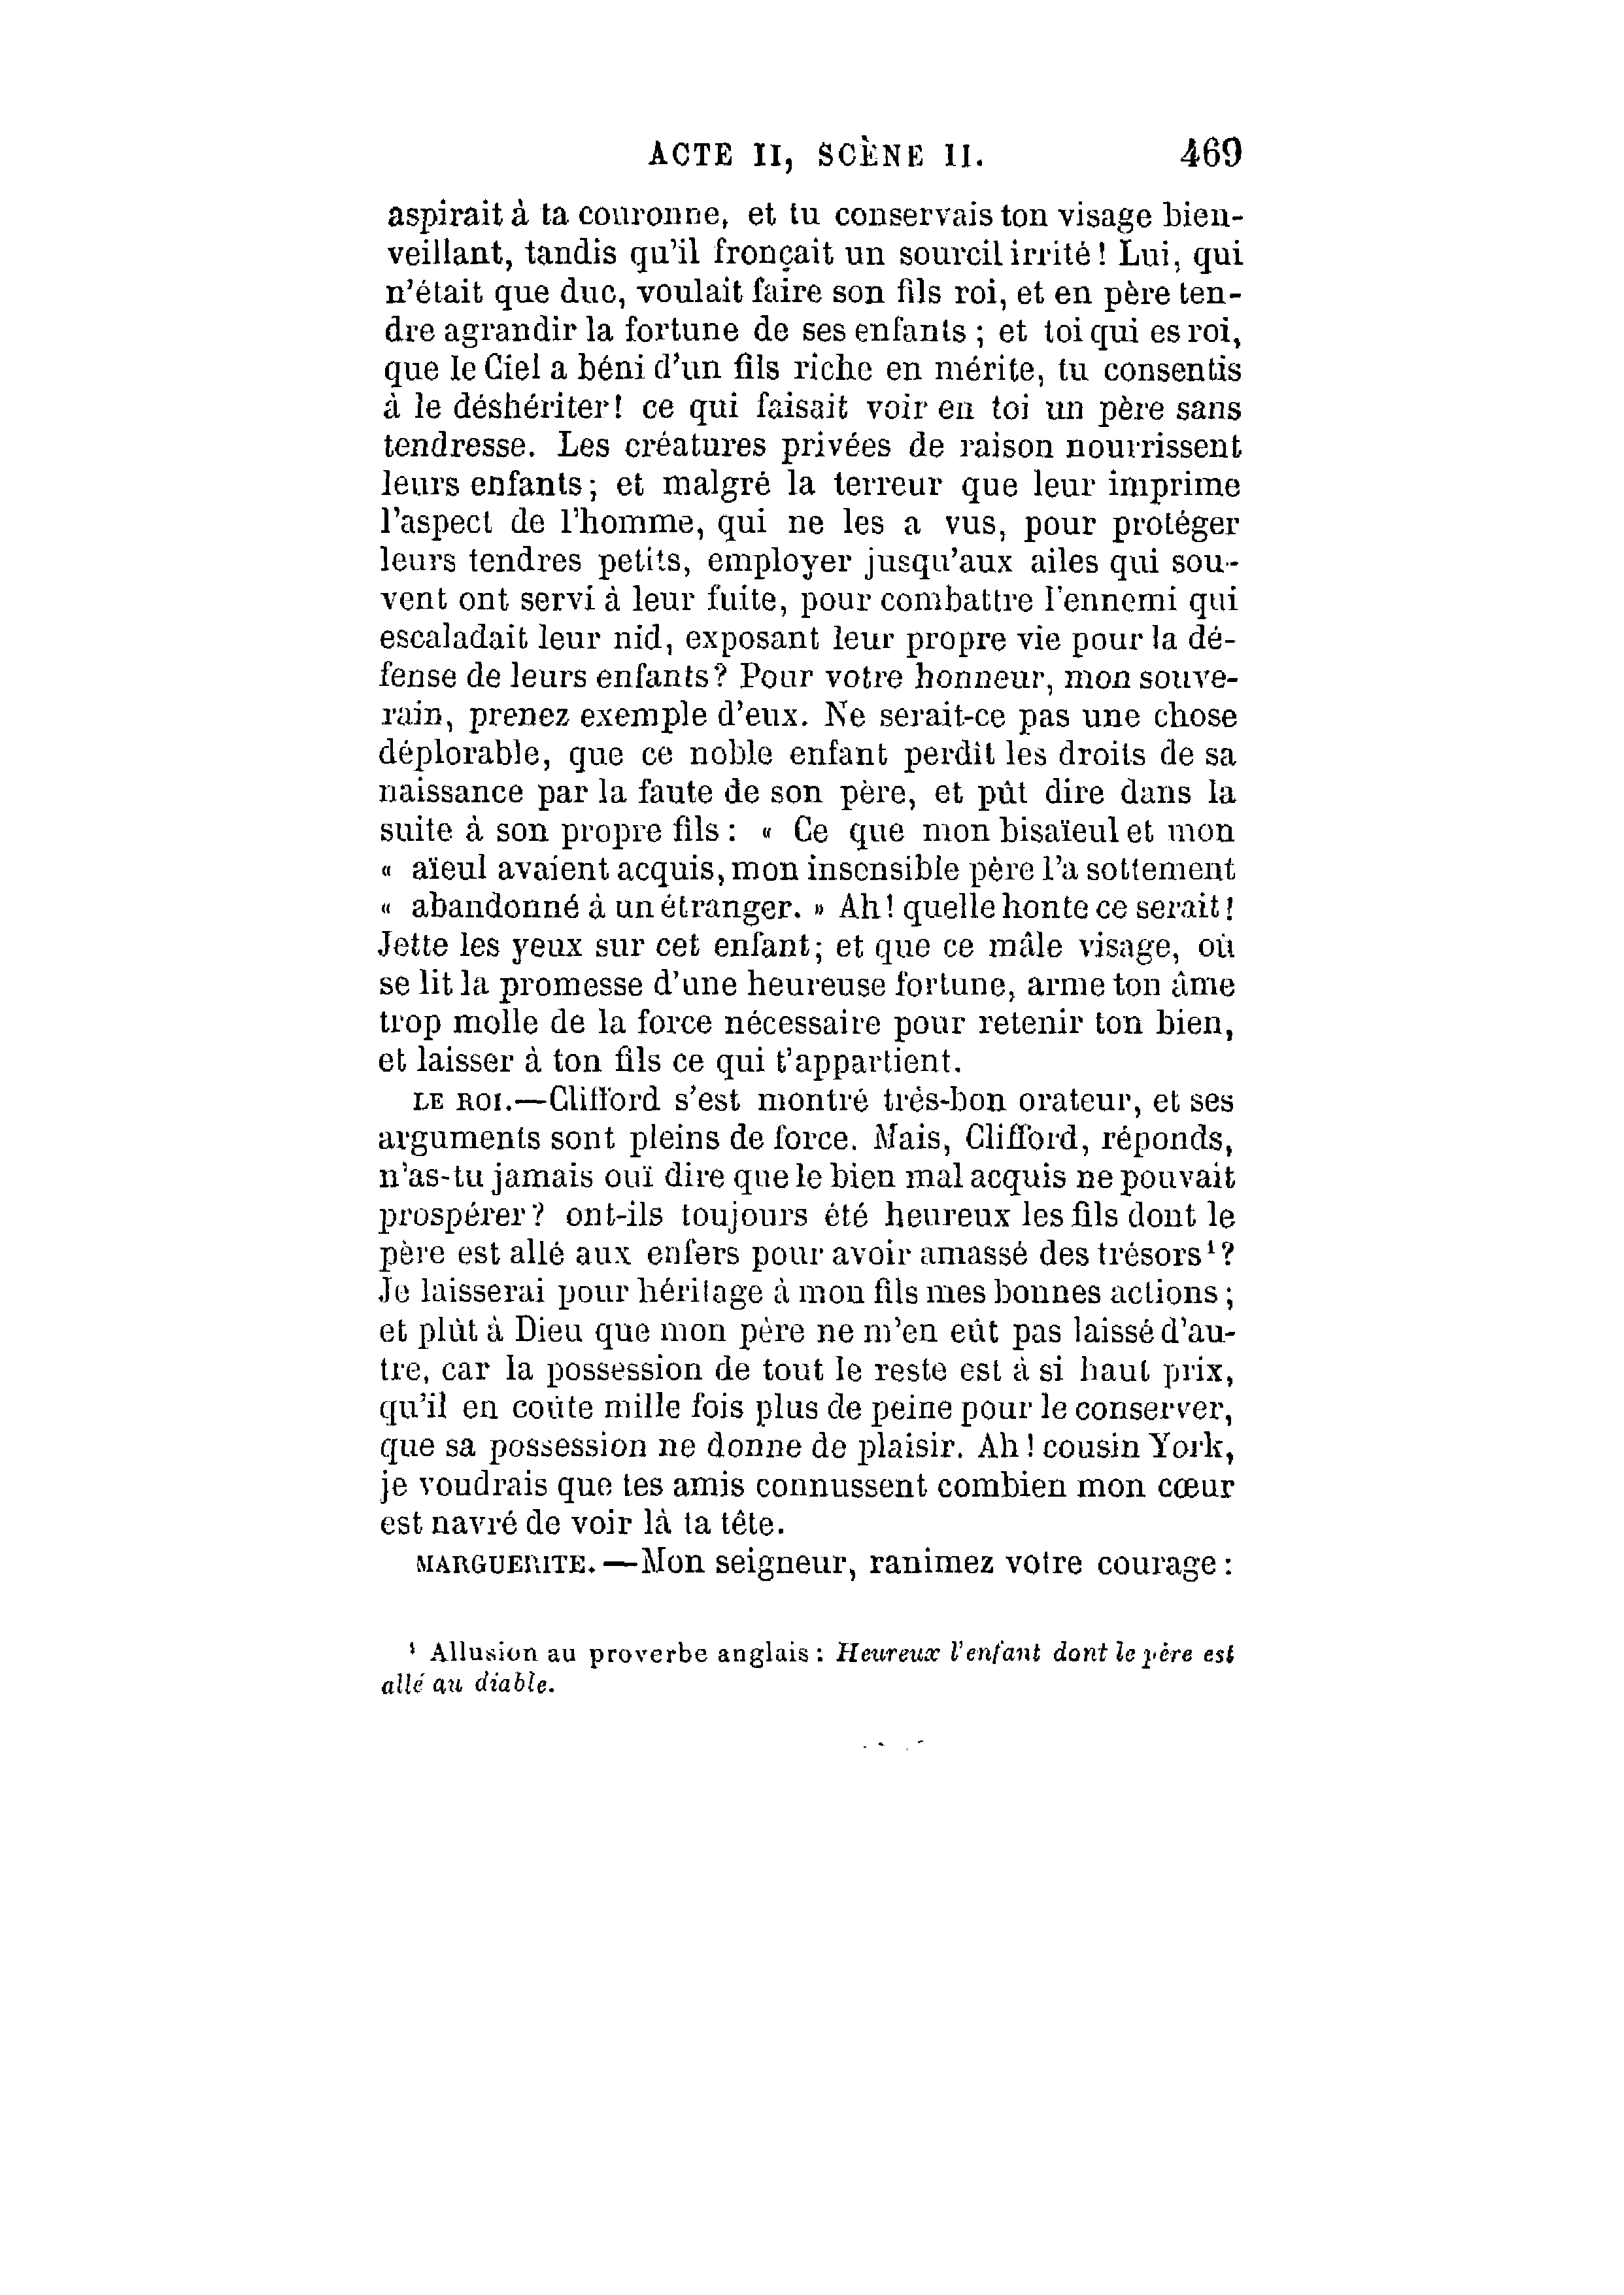 ACTE II, SCÈNE II. 469
aspirait à ta couronne, et tu conservais ton visage bien-
veillant, tandis qu'il fronçait un sourcil irrité! Lui, qui
n'était que duc, voulait faire son fils roi, et en père ten-
dre agrandir la fortune de ses enfants ; et toi qui es roi,
que le Ciel a béni d'un fils riche en mérite, tu consentis
à le déshériter! ce qui faisait voir en toi un père sans
tendresse. Les créatures privées de raison nourrissent
leurs enfants; et malgré la terreur que leur imprime
l'aspect de l'homme, qui ne les a vus, pour protéger
leurs tendres petits, employer jusqu'aux ailes qui sou-
vent ont servi à leur fuite, pour combattre l'ennemi qui
escaladait leur nid, exposant leur propre vie pour la dé-
fense de leurs enfants? Pour votre honneur, mon souve-
rain, prenez exemple d'eux. Ne serait-ce pas une chose
déplorable, que ce noble enfant perdît les droits de sa
naissance par la faute de son père, et pût dire dans la
suite à son propre fils : « Ce que mon bisaïeul et mon
« aïeul avaient acquis, mon insensible père l'a sottement
« abandonné à un étranger. » Ah! quelle honte ce serait!
Jette les yeux sur cet enfant; et que ce mâle visage, où
se lit la promesse d'une heureuse fortune, arme ton âme
trop molle de la force nécessaire pour retenir ton bien,
et laisser à ton fils ce qui t'appartient.
LE ROI.—Clifford s'est montré très-bon orateur, et ses
arguments sont pleins de force. Mais, Clifford, réponds,
n'as-tu jamais ouï dire que le bien mal acquis ne pouvait
prospérer? ont-ils toujours été heureux les fils dont le
père est allé aux enfers pour avoir amassé des trésors¹?
Je laisserai pour héritage à mon fils mes bonnes actions ;
et plût à Dieu que mon père ne m'en eût pas laissé d'au-
tre, car la possession de tout le reste est à si haut prix,
qu'il en coûte mille fois plus de peine pour le conserver,
que sa possession ne donne de plaisir. Ah! cousin York,
je voudrais que tes amis connussent combien mon cœur
est navré de voir là ta tête.
MARGUERITE.—Mon seigneur, ranimez votre courage :
¹ Allusion au proverbe anglais : Heureux l'enfant dont le père est
allé au diable.